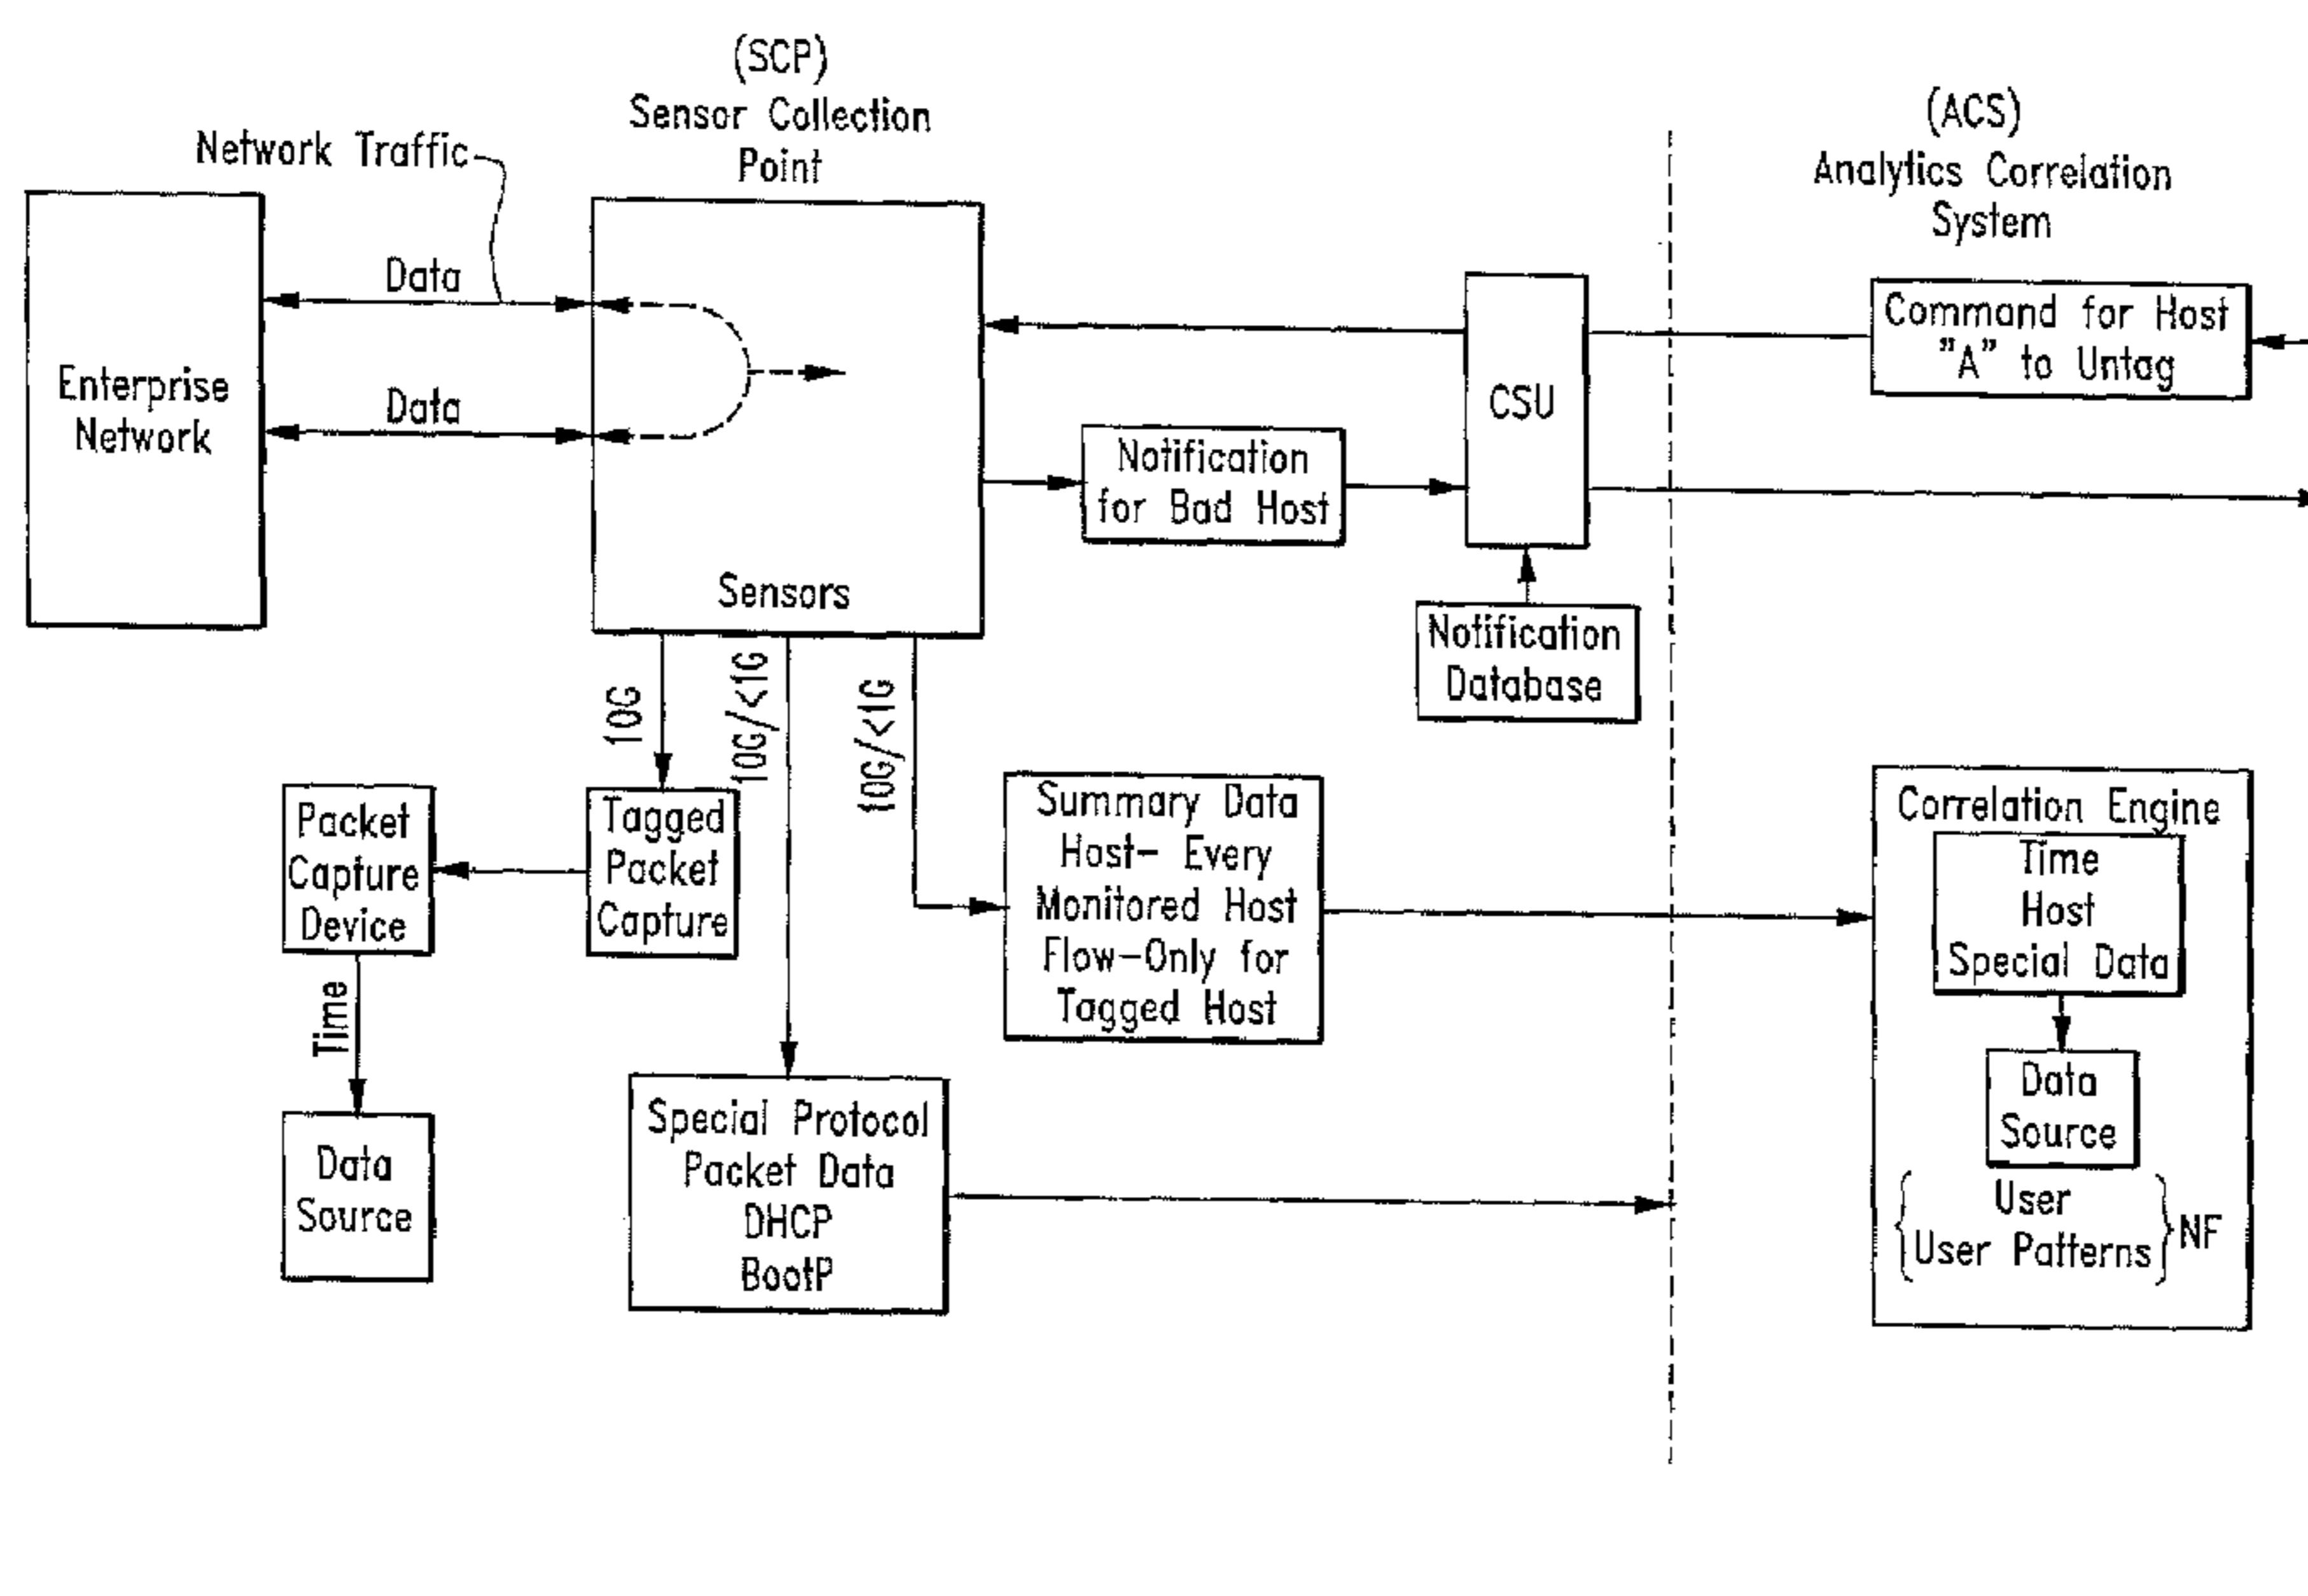 (SCP)
Sensor Collection
Point
(ACS)
Analytics Correlation
System
Network Traffic
Data
Data
Enterprise
Network
Sensors
Command for Host
"A" to Untag
CSU
Notification
for Bad Host
Notification
Database
10G
10G/<1G
10G/<1G
Packet
Capture
Device
Tagged
Packet
Capture
Summary Data
Host- Every
Monitored Host
Flow-Only for
Tagged Host
Correlation Engine
Time
Host
Special Data
Data
Source
User
User Patterns
NF
Time
Data
Source
Special Protocol
Packet Data
DHCP
BootP